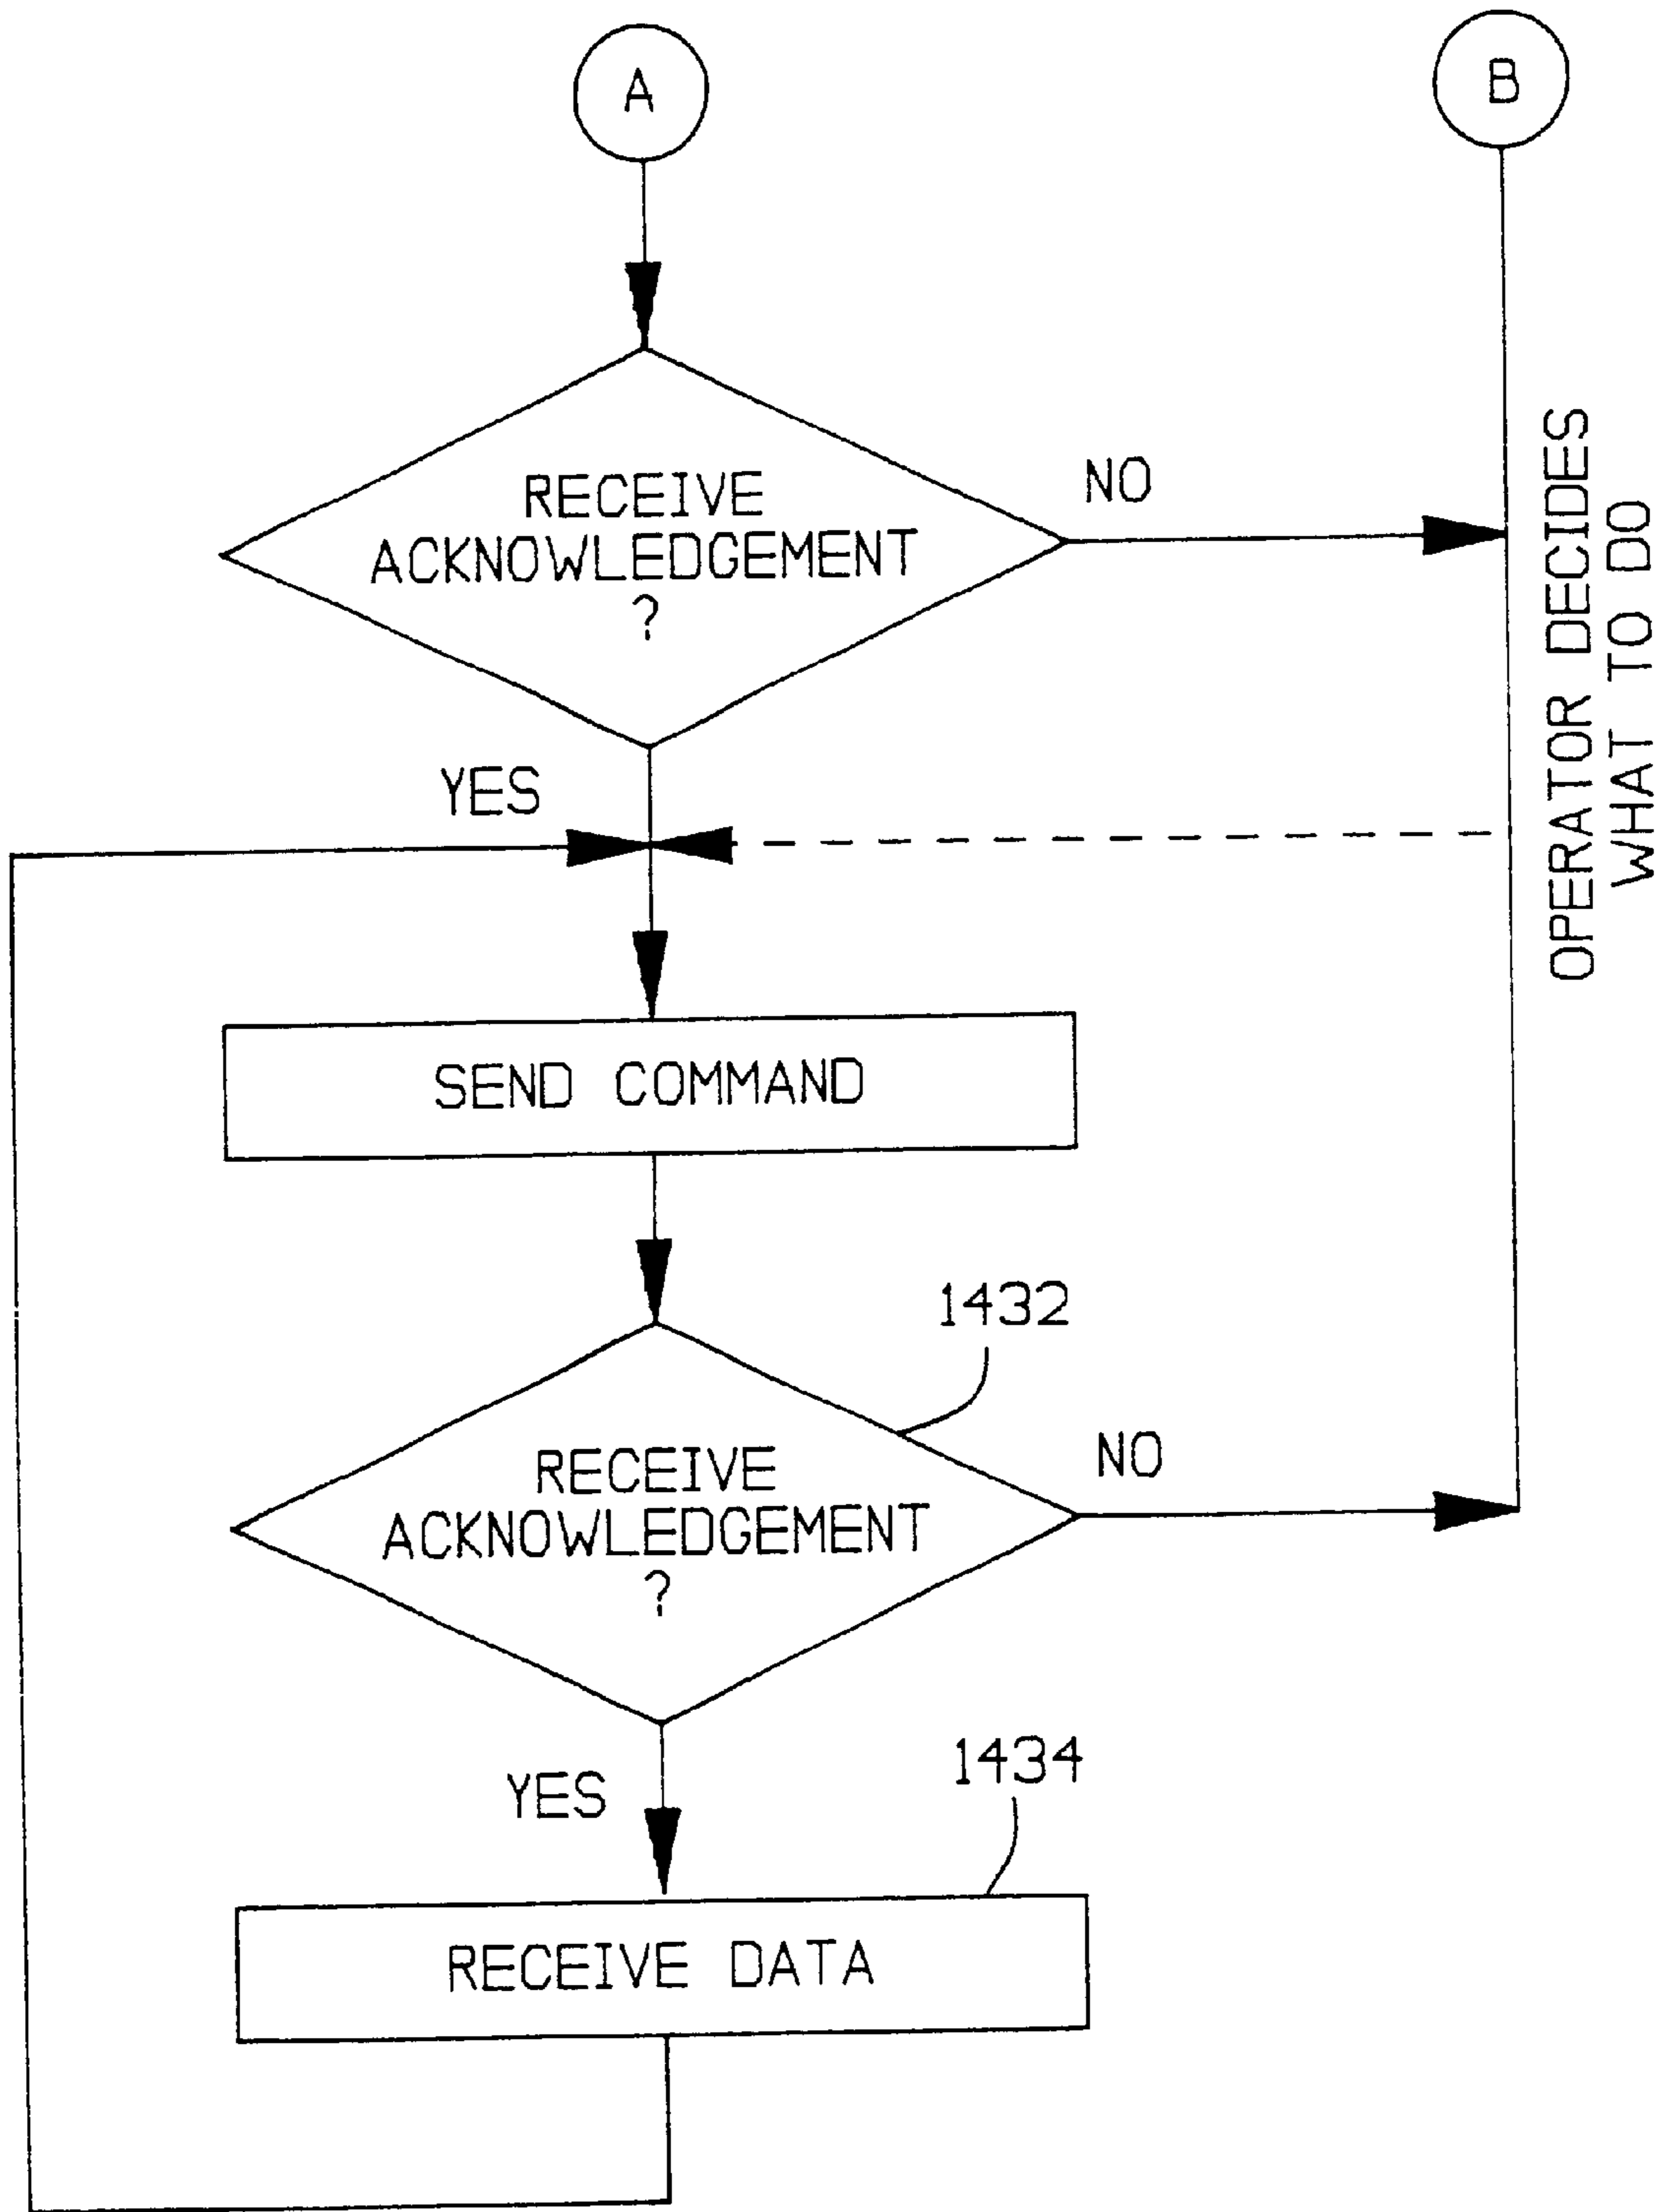 A
B
RECEIVE
ACKNOWLEDGEMENT
?
NO
OPERATOR DECIDES
WHAT TO DO
YES
SEND COMMAND
1432
RECEIVE
ACKNOWLEDGEMENT
?
NO
YES
1434
RECEIVE DATA